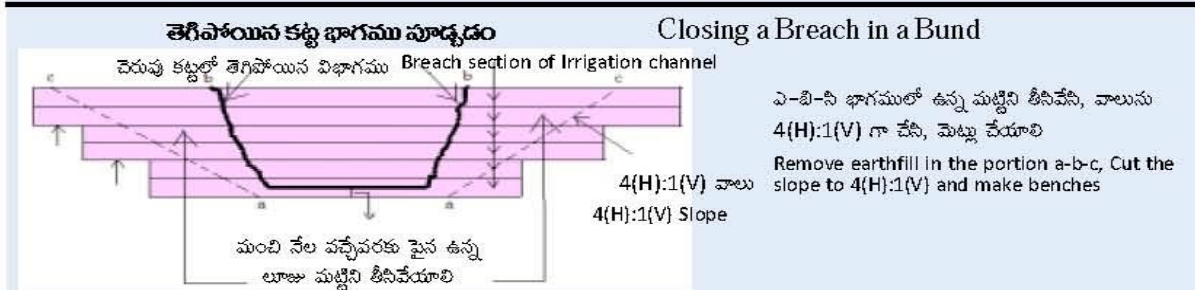 తెగిపోయిన కట్ట భాగము పూడ్చడం
Closing a Breach in a Bund
చెరువు కట్టలో తెగిపోయిన విభాగము Breach section of Irrigation channel
c b b c
ఎ-బి-సి భాగములో ఉన్న మట్టిని తీసివేసి, వాలును
4(H):1(V) గా చేసి, మెట్లు చేయాలి
Remove earthfill in the portion a-b-c, Cut the
slope to 4(H):1(V) and make benches
4(H):1(V) వాలు
4(H):1(V) Slope
a a
మంచి నేల వచ్చేవరకు పైన ఉన్న
లూజు మట్టిని తీసివేయాలి